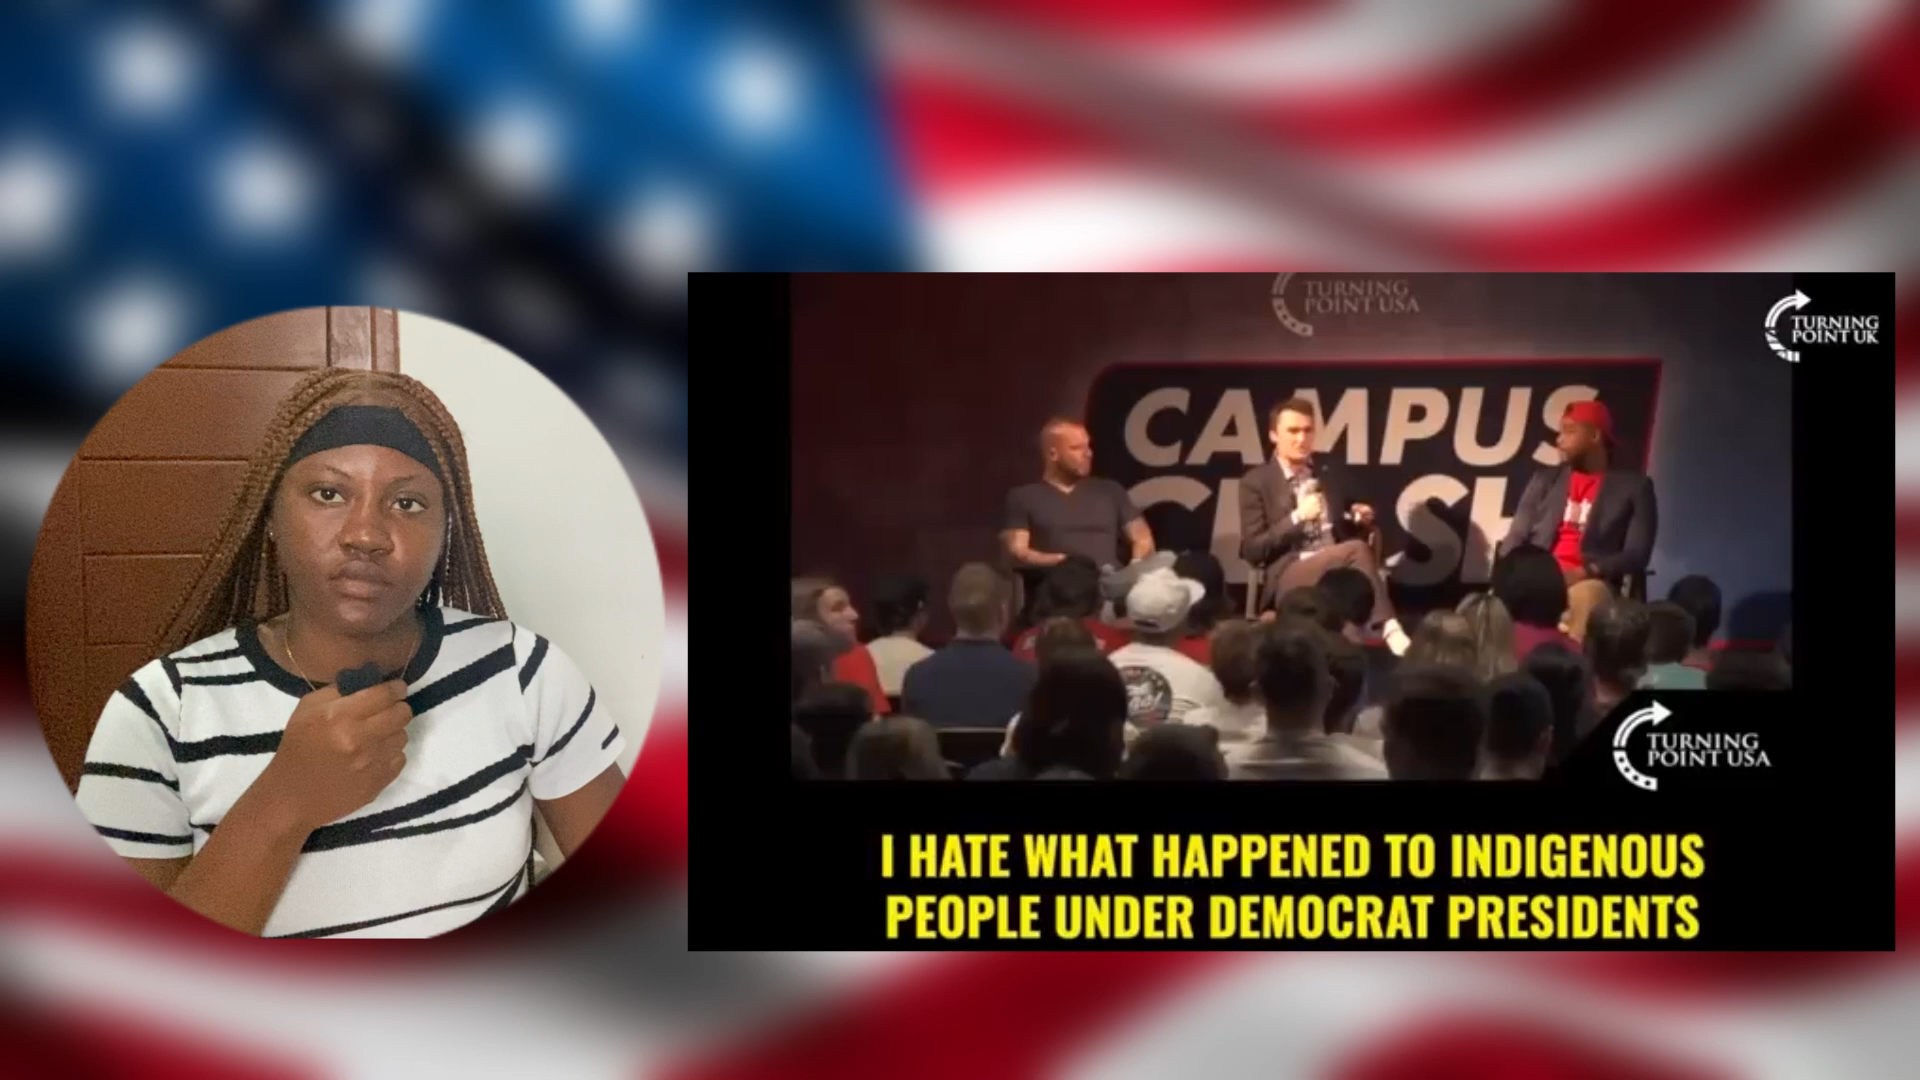 TURNING
POINT USA
TURNING
POINT UK
CAMPUS
TURNING
POINT USA
I HATE WHAT HAPPENED TO INDIGENOUS
PEOPLE UNDER DEMOCRAT PRESIDENTS